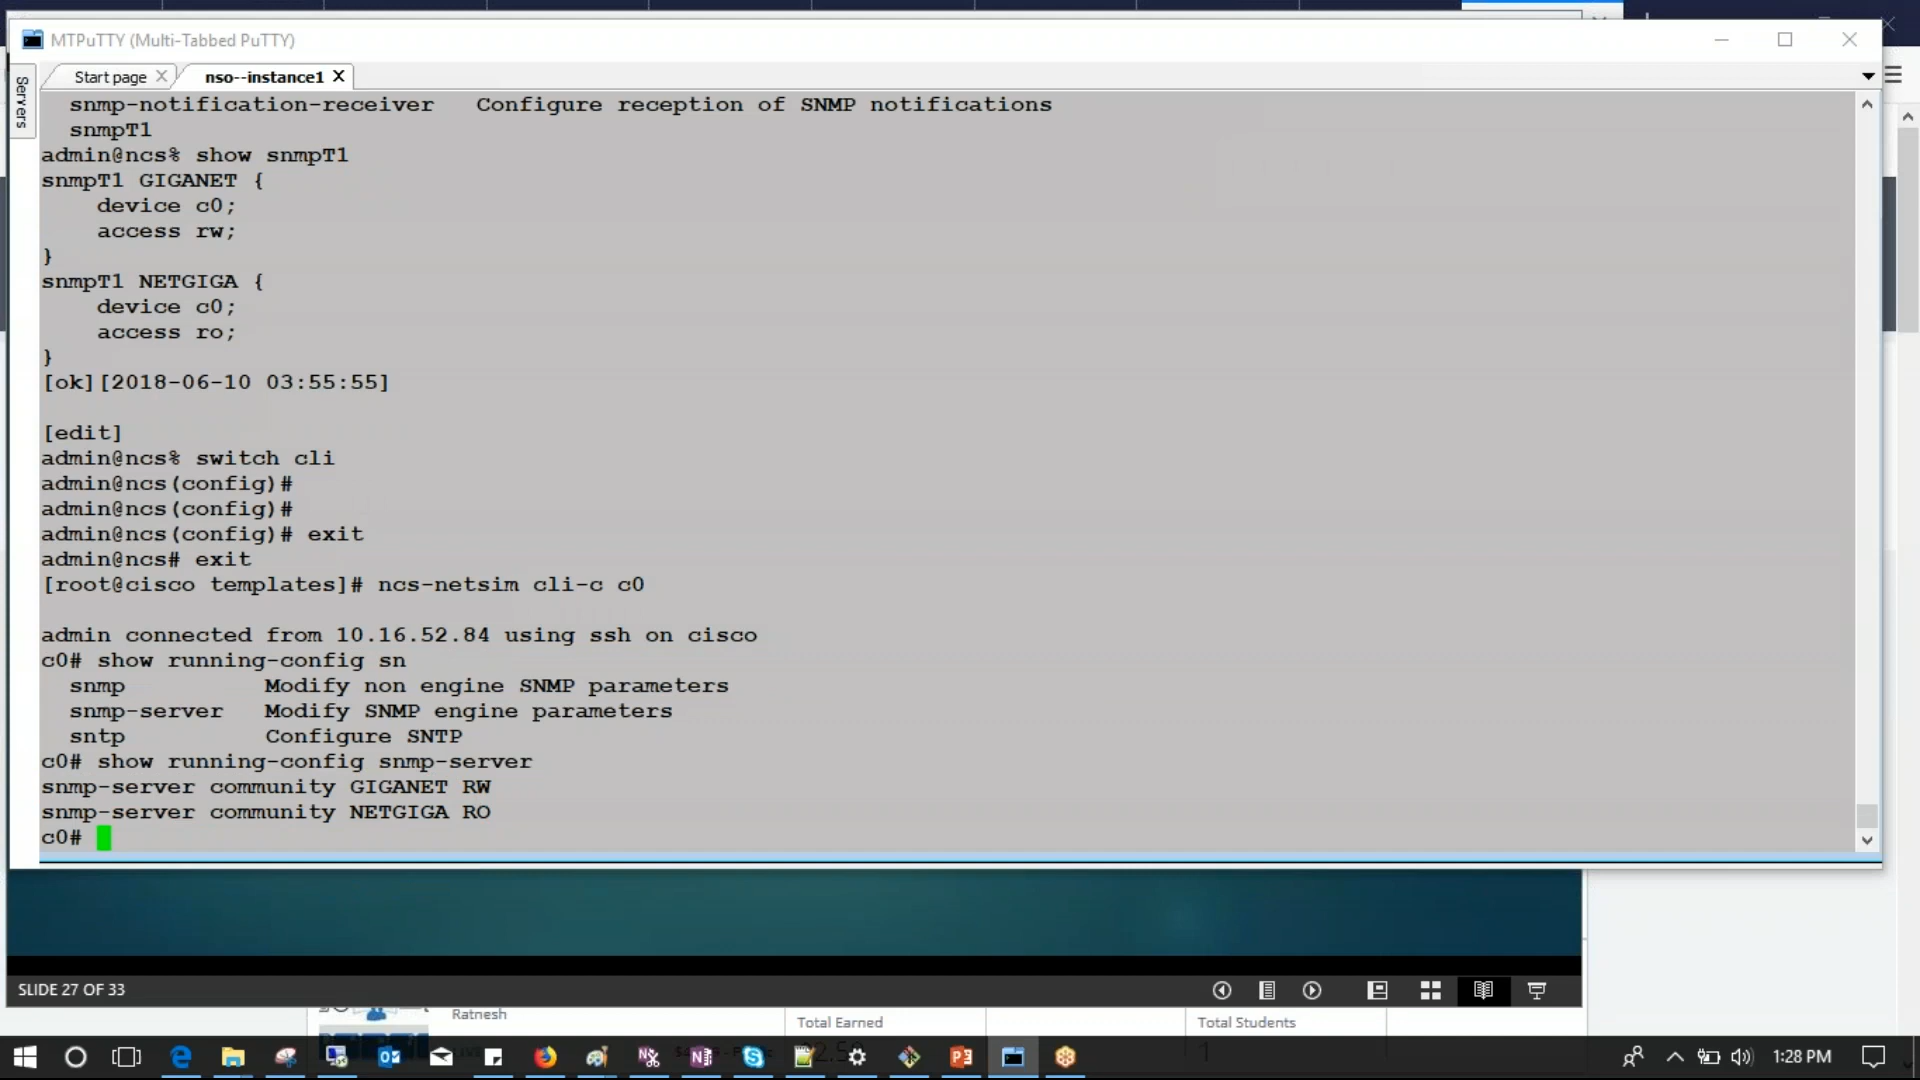 MTPuTTY (Multi-Tabbed PuTTY)
Servers
Start page
nso--instance1
snmp-notification-receiver   Configure reception of SNMP notifications
snmpT1
admin@ncs% show snmpT1
snmpT1 GIGANET {
device c0;
access rw;
}
snmpT1 NETGIGA {
device c0;
access ro;
}
[ok][2018-06-10 03:55:55]
[edit]
admin@ncs% switch cli
admin@ncs(config)#
admin@ncs(config)#
admin@ncs(config)# exit
admin@ncs# exit
[root@cisco templates]# ncs-netsim cli-c c0
admin connected from 10.16.52.84 using ssh on cisco
c0# show running-config sn
snmp          Modify non engine SNMP parameters
snmp-server   Modify SNMP engine parameters
sntp          Configure SNTP
c0# show running-config snmp-server
snmp-server community GIGANET RW
snmp-server community NETGIGA RO
c0#
SLIDE 27 OF 33
Ratnesh
Total Earned
Total Students
1:28 PM